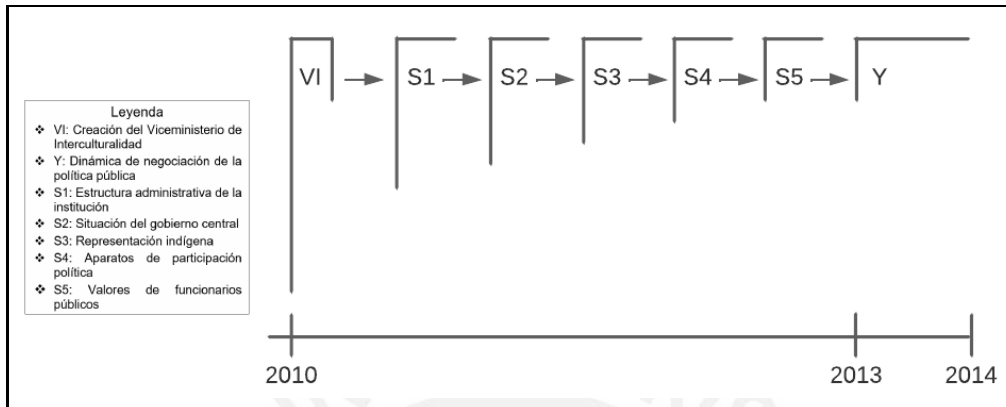 VI
S1
S2
S3
S4
S5
Y
Leyenda
❖ VI: Creación del Viceministerio de
Interculturalidad
❖ Y: Dinámica de negociación de la
política pública
❖ S1: Estructura administrativa de la
institución
❖ S2: Situación del gobierno central
❖ S3: Representación indígena
❖ S4: Aparatos de participación
política
❖ S5: Valores de funcionarios
públicos
2010
2013
2014